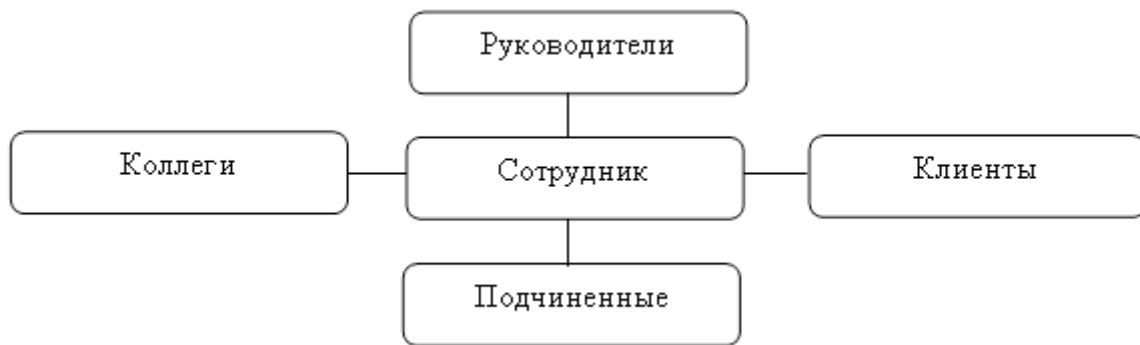 Руководители
Коллеги
Сотрудник
Клиенты
Подчиненные